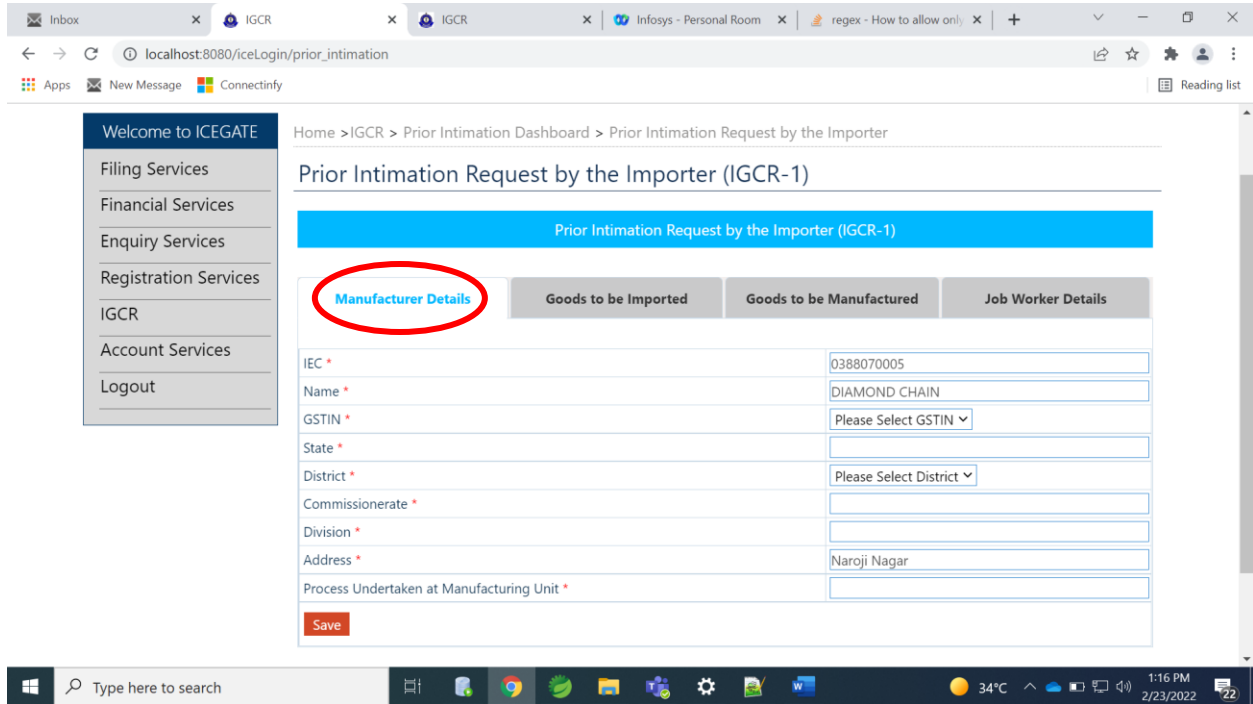 Inbox IGCR IGCR Infosys - Personal Room regex - How to allow only
localhost:8080/iceLogin/prior_intimation
Apps New Message Connectinfy Reading list
Welcome to ICEGATE
Filing Services
Financial Services
Enquiry Services
Registration Services
IGCR
Account Services
Logout
Home >IGCR > Prior Intimation Dashboard > Prior Intimation Request by the Importer
Prior Intimation Request by the Importer (IGCR-1)
Prior Intimation Request by the Importer (IGCR-1)
Manufacturer Details Goods to be Imported Goods to be Manufactured Job Worker Details
IEC * 0388070005
Name * DIAMOND CHAIN
GSTIN * Please Select GSTIN
State *
District * Please Select District
Commissionerate *
Division *
Address * Naroji Nagar
Process Undertaken at Manufacturing Unit *
Save
Type here to search 34°C 1:16 PM
2/23/2022 22